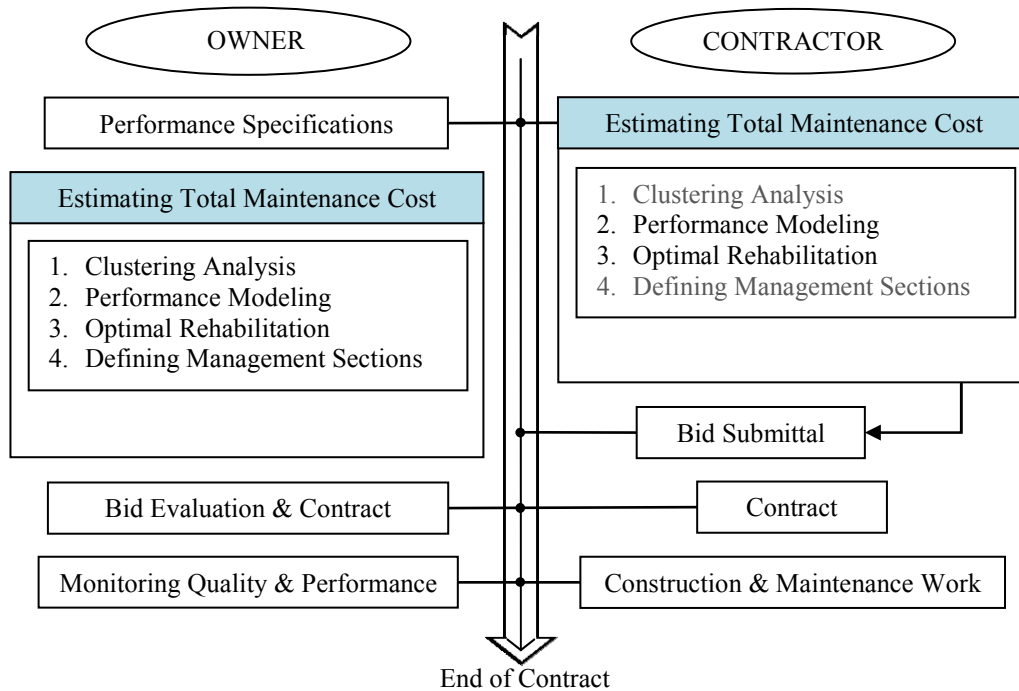 OWNER
CONTRACTOR
Performance Specifications
Estimating Total Maintenance Cost
1. Clustering Analysis
2. Performance Modeling
3. Optimal Rehabilitation
4. Defining Management Sections
Estimating Total Maintenance Cost
1. Clustering Analysis
2. Performance Modeling
3. Optimal Rehabilitation
4. Defining Management Sections
Bid Submittal
Bid Evaluation & Contract
Contract
Monitoring Quality & Performance
Construction & Maintenance Work
End of Contract